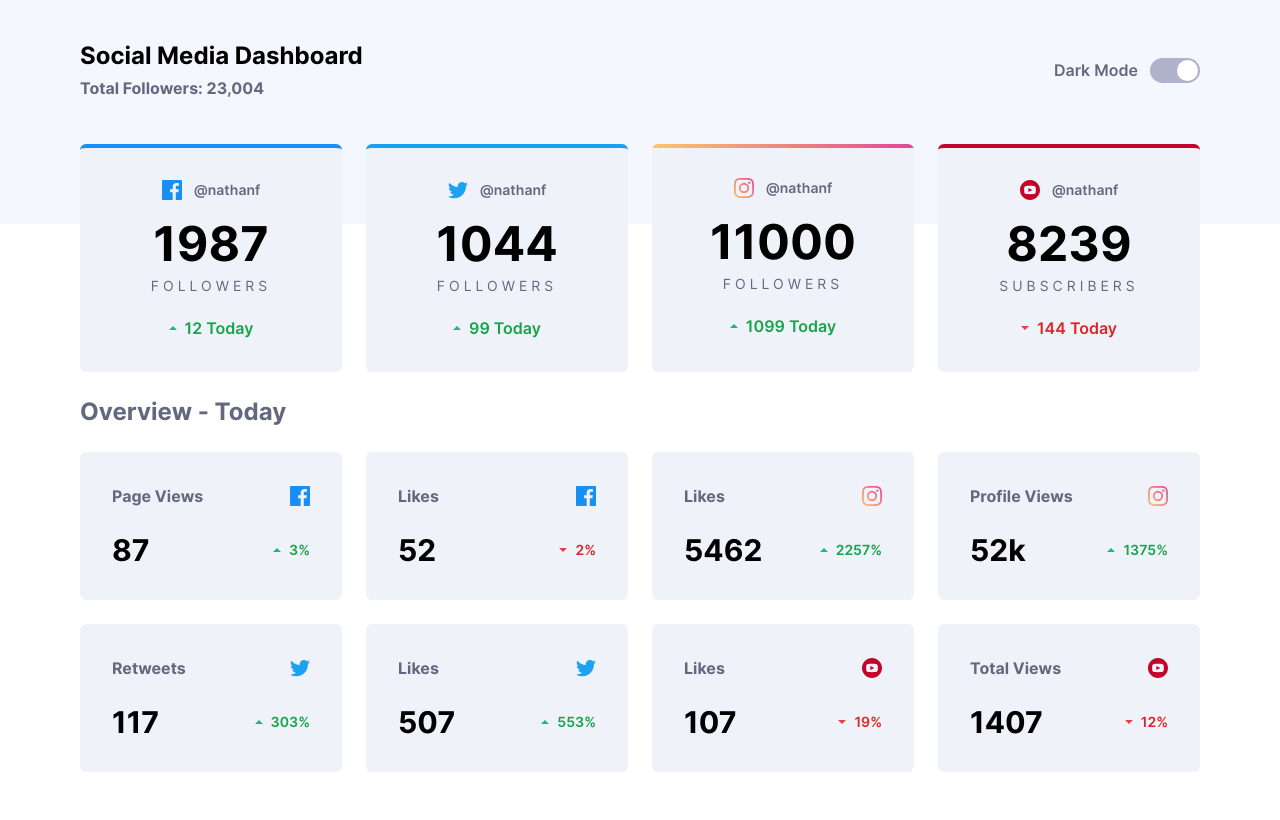 Social Media Dashboard
Total Followers: 23,004
Dark Mode
@nathanf
1987
FOLLOWERS
12 Today
@nathanf
1044
FOLLOWERS
99 Today
@nathanf
11000
FOLLOWERS
1099 Today
@nathanf
8239
SUBSCRIBERS
144 Today
Overview - Today
Page Views
87
3%
Likes
52
2%
Likes
5462
2257%
Profile Views
52k
1375%
Retweets
117
303%
Likes
507
553%
Likes
107
19%
Total Views
1407
12%